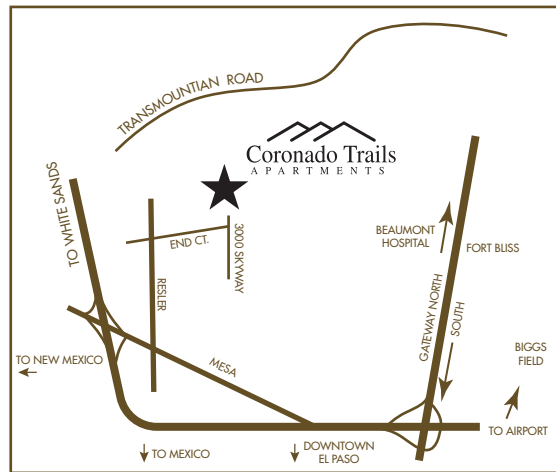 TRANSMOUNTIAN ROAD
Coronado Trails
APARTMENTS
TO WHITE SANDS
END CT.
3000 SKYWAY
RESLER
BEAUMONT
HOSPITAL
FORT BLISS
GATEWAY NORTH
SOUTH
MESA
TO NEW MEXICO
BIGGS
FIELD
TO AIRPORT
TO MEXICO
DOWNTOWN
EL PASO